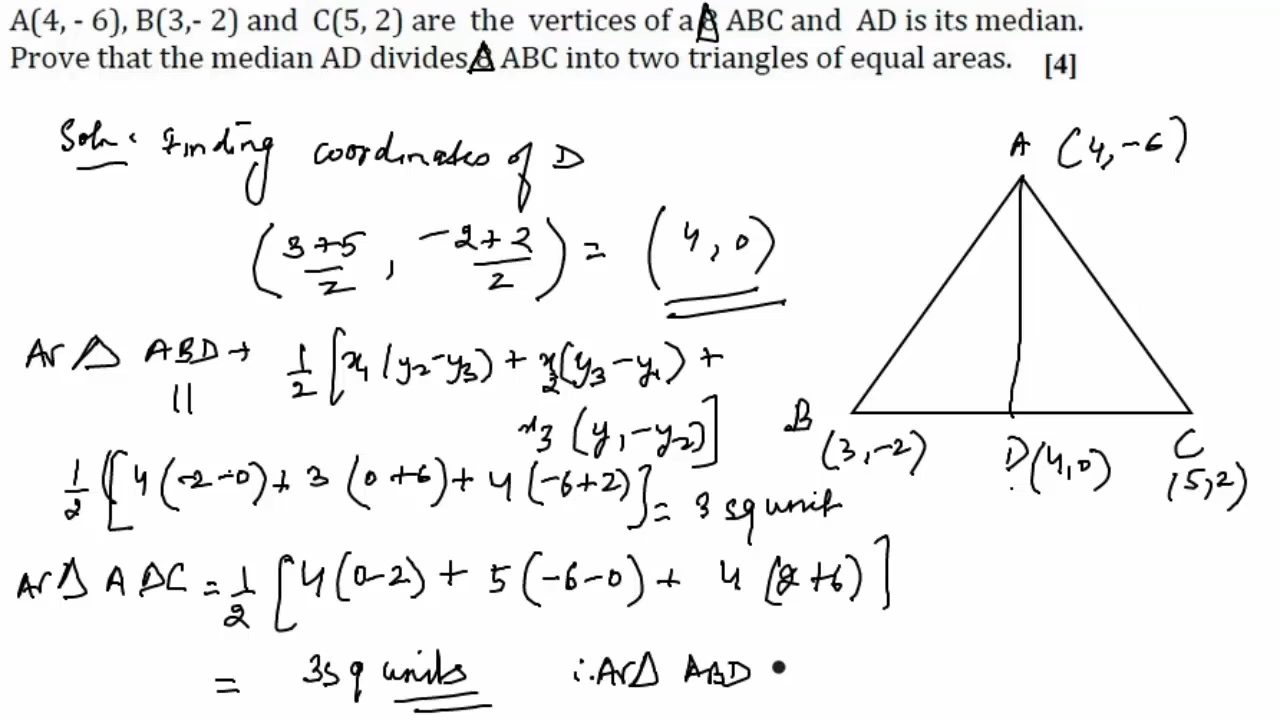 A(4, - 6), B(3,- 2) and C(5, 2) are the vertices of a Δ ABC and AD is its median.
Prove that the median AD divides Δ ABC into two triangles of equal areas. [4]
Soln: Finding coordinates of D
(3+5/2, -2+2/2) = (4, 0)
Ar Δ ABD → 1/2 [x1 (y2-y3) + x2 (y3-y1) +
||
x3 (y1-y2)]
1/2 [4 (-2-0) + 3 (0+6) + 4 (-6+2)] = 3 sq unit
Ar Δ ADC = 1/2 [4 (0-2) + 5 (-6-0) + 4 (2+6)]
= 3 sq units ∴ Ar Δ ABD
A (4, -6)
B (3, -2)
D (4, 0)
C (5, 2)